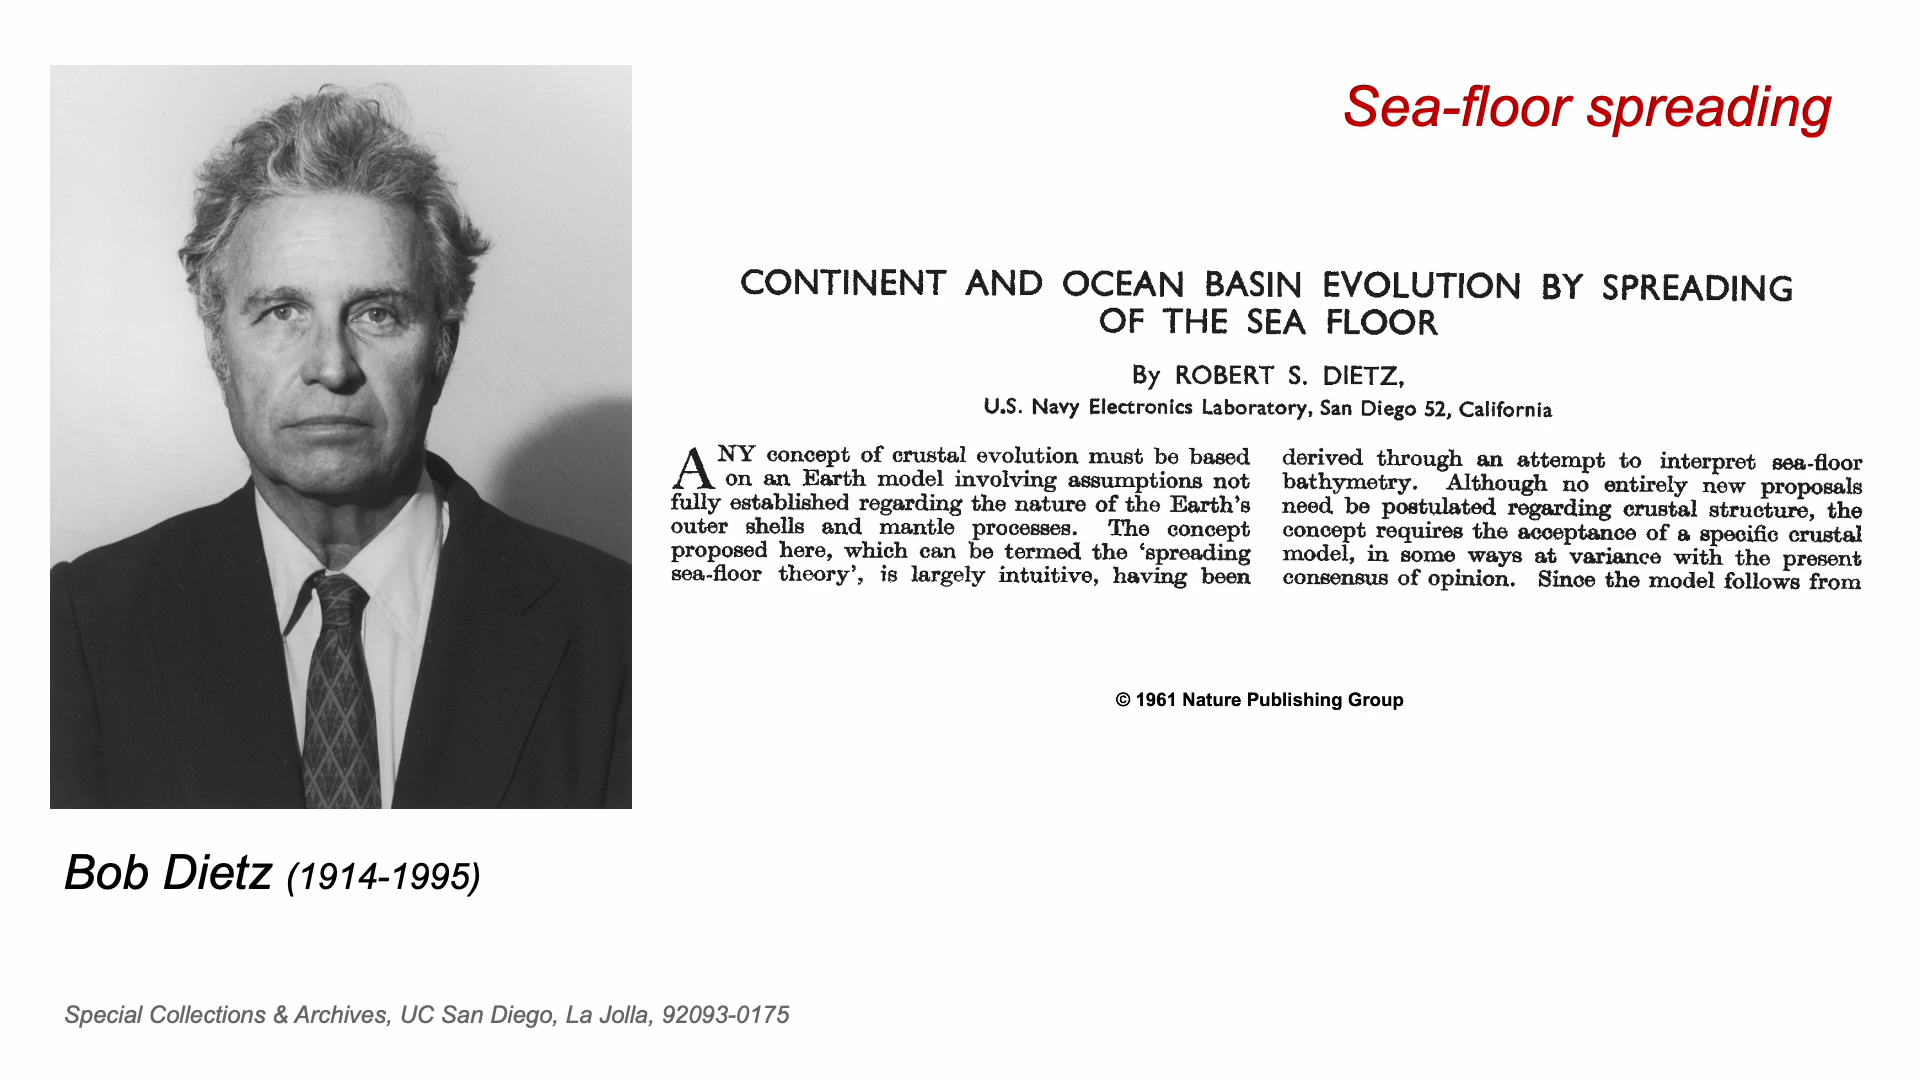 Sea-floor spreading
CONTINENT AND OCEAN BASIN EVOLUTION BY SPREADING
OF THE SEA FLOOR
By ROBERT S. DIETZ,
U.S. Navy Electronics Laboratory, San Diego 52, California
ANY concept of crustal evolution must be based
on an Earth model involving assumptions not
fully established regarding the nature of the Earth's
outer shells and mantle processes. The concept
proposed here, which can be termed the 'spreading
sea-floor theory', is largely intuitive, having been
derived through an attempt to interpret sea-floor
bathymetry. Although no entirely new proposals
need be postulated regarding crustal structure, the
concept requires the acceptance of a specific crustal
model, in some ways at variance with the present
consensus of opinion. Since the model follows from
© 1961 Nature Publishing Group
Bob Dietz (1914-1995)
Special Collections & Archives, UC San Diego, La Jolla, 92093-0175